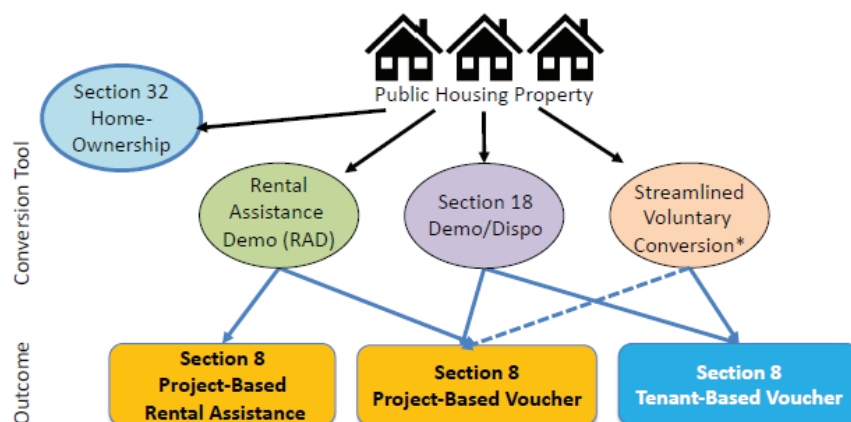 Public Housing Property
Section 32
Home-
Ownership
Conversion Tool
Rental
Assistance
Demo (RAD)
Section 18
Demo/Dispo
Streamlined
Voluntary
Conversion*
Outcome
Section 8
Project-Based
Rental Assistance
Section 8
Project-Based Voucher
Section 8
Tenant-Based Voucher